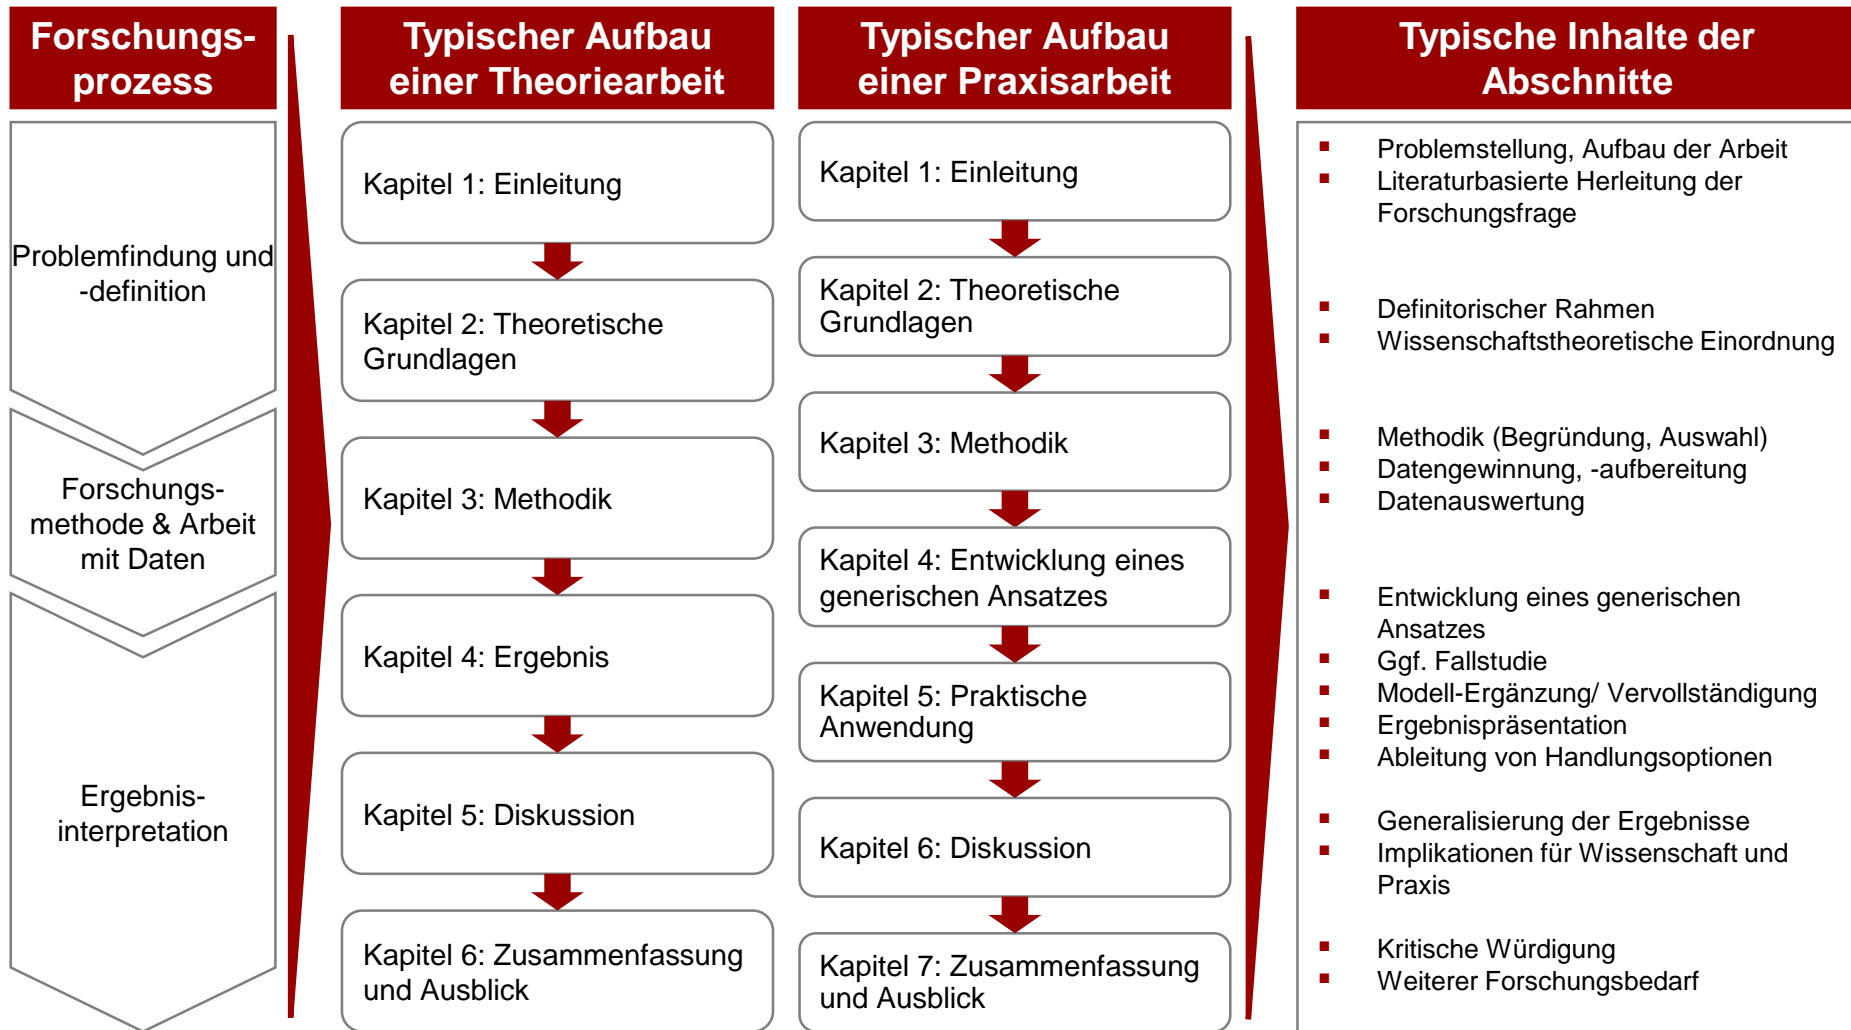 Forschungs-
prozess
Problemfindung und
-definition
Forschungs-
methode & Arbeit
mit Daten
Ergebnis-
interpretation
Typischer Aufbau
einer Theoriearbeit
Kapitel 1: Einleitung
Kapitel 2: Theoretische
Grundlagen
Kapitel 3: Methodik
Kapitel 4: Ergebnis
Kapitel 5: Diskussion
Kapitel 6: Zusammenfassung
und Ausblick
Typischer Aufbau
einer Praxisarbeit
Kapitel 1: Einleitung
Kapitel 2: Theoretische
Grundlagen
Kapitel 3: Methodik
Kapitel 4: Entwicklung eines
generischen Ansatzes
Kapitel 5: Praktische
Anwendung
Kapitel 6: Diskussion
Kapitel 7: Zusammenfassung
und Ausblick
Typische Inhalte der
Abschnitte
▪ Problemstellung, Aufbau der Arbeit
▪ Literaturbasierte Herleitung der
Forschungsfrage
▪ Definitorischer Rahmen
▪ Wissenschaftstheoretische Einordnung
▪ Methodik (Begründung, Auswahl)
▪ Datengewinnung, -aufbereitung
▪ Datenauswertung
▪ Entwicklung eines generischen
Ansatzes
▪ Ggf. Fallstudie
▪ Modell-Ergänzung/ Vervollständigung
▪ Ergebnispräsentation
▪ Ableitung von Handlungsoptionen
▪ Generalisierung der Ergebnisse
▪ Implikationen für Wissenschaft und
Praxis
▪ Kritische Würdigung
▪ Weiterer Forschungsbedarf